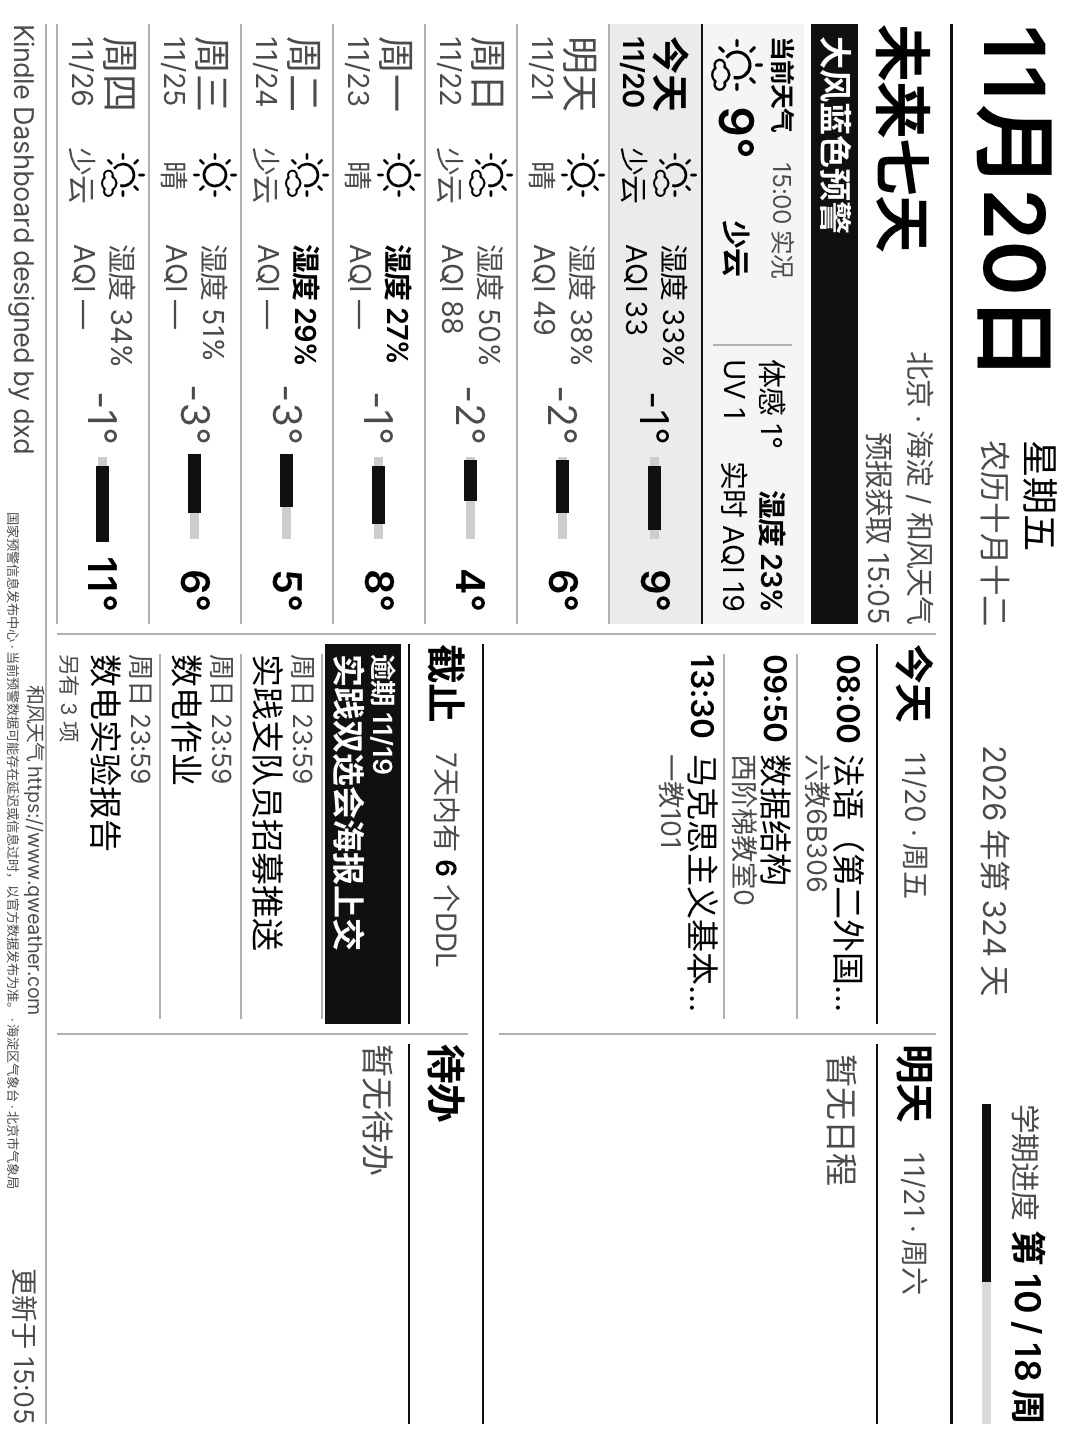 11月20日
星期五
农历十月十二
2026 年第 324 天
学期进度 第 10 / 18 周
未来七天
北京 · 海淀 / 和风天气
预报获取 15:05
大风蓝色预警
当前天气 15:00 实况
9° 少云
体感 1° 湿度 23%
UV 1 实时 AQI 19
今天 11/20 少云 湿度 33% AQI 33 -1° 9°
明天 11/21 晴 湿度 38% AQI 49 -2° 6°
周日 11/22 少云 湿度 50% AQI 88 -2° 4°
周一 11/23 晴 湿度 27% AQI — -1° 8°
周二 11/24 少云 湿度 29% AQI — -3° 5°
周三 11/25 晴 湿度 51% AQI — -3° 6°
周四 11/26 少云 湿度 34% AQI — -1° 11°
今天 11/20 · 周五
08:00 法语（第二外国…
六教6B306
09:50 数据结构
西阶梯教室0
13:30 马克思主义基本…
一教101
明天 11/21 · 周六
暂无日程
截止 7天内有 6 个DDL
逾期 11/19
实践双选会海报上交
周日 23:59
实践支队员招募推送
周日 23:59
数电作业
周日 23:59
数电实验报告
另有 3 项
待办
暂无待办
Kindle Dashboard designed by dxd
和风天气 https://www.qweather.com
国家预警信息发布中心 · 当前预警数据可能存在延迟或信息过时，以官方数据发布为准。 · 海淀区气象台 · 北京市气象局
更新于 15:05